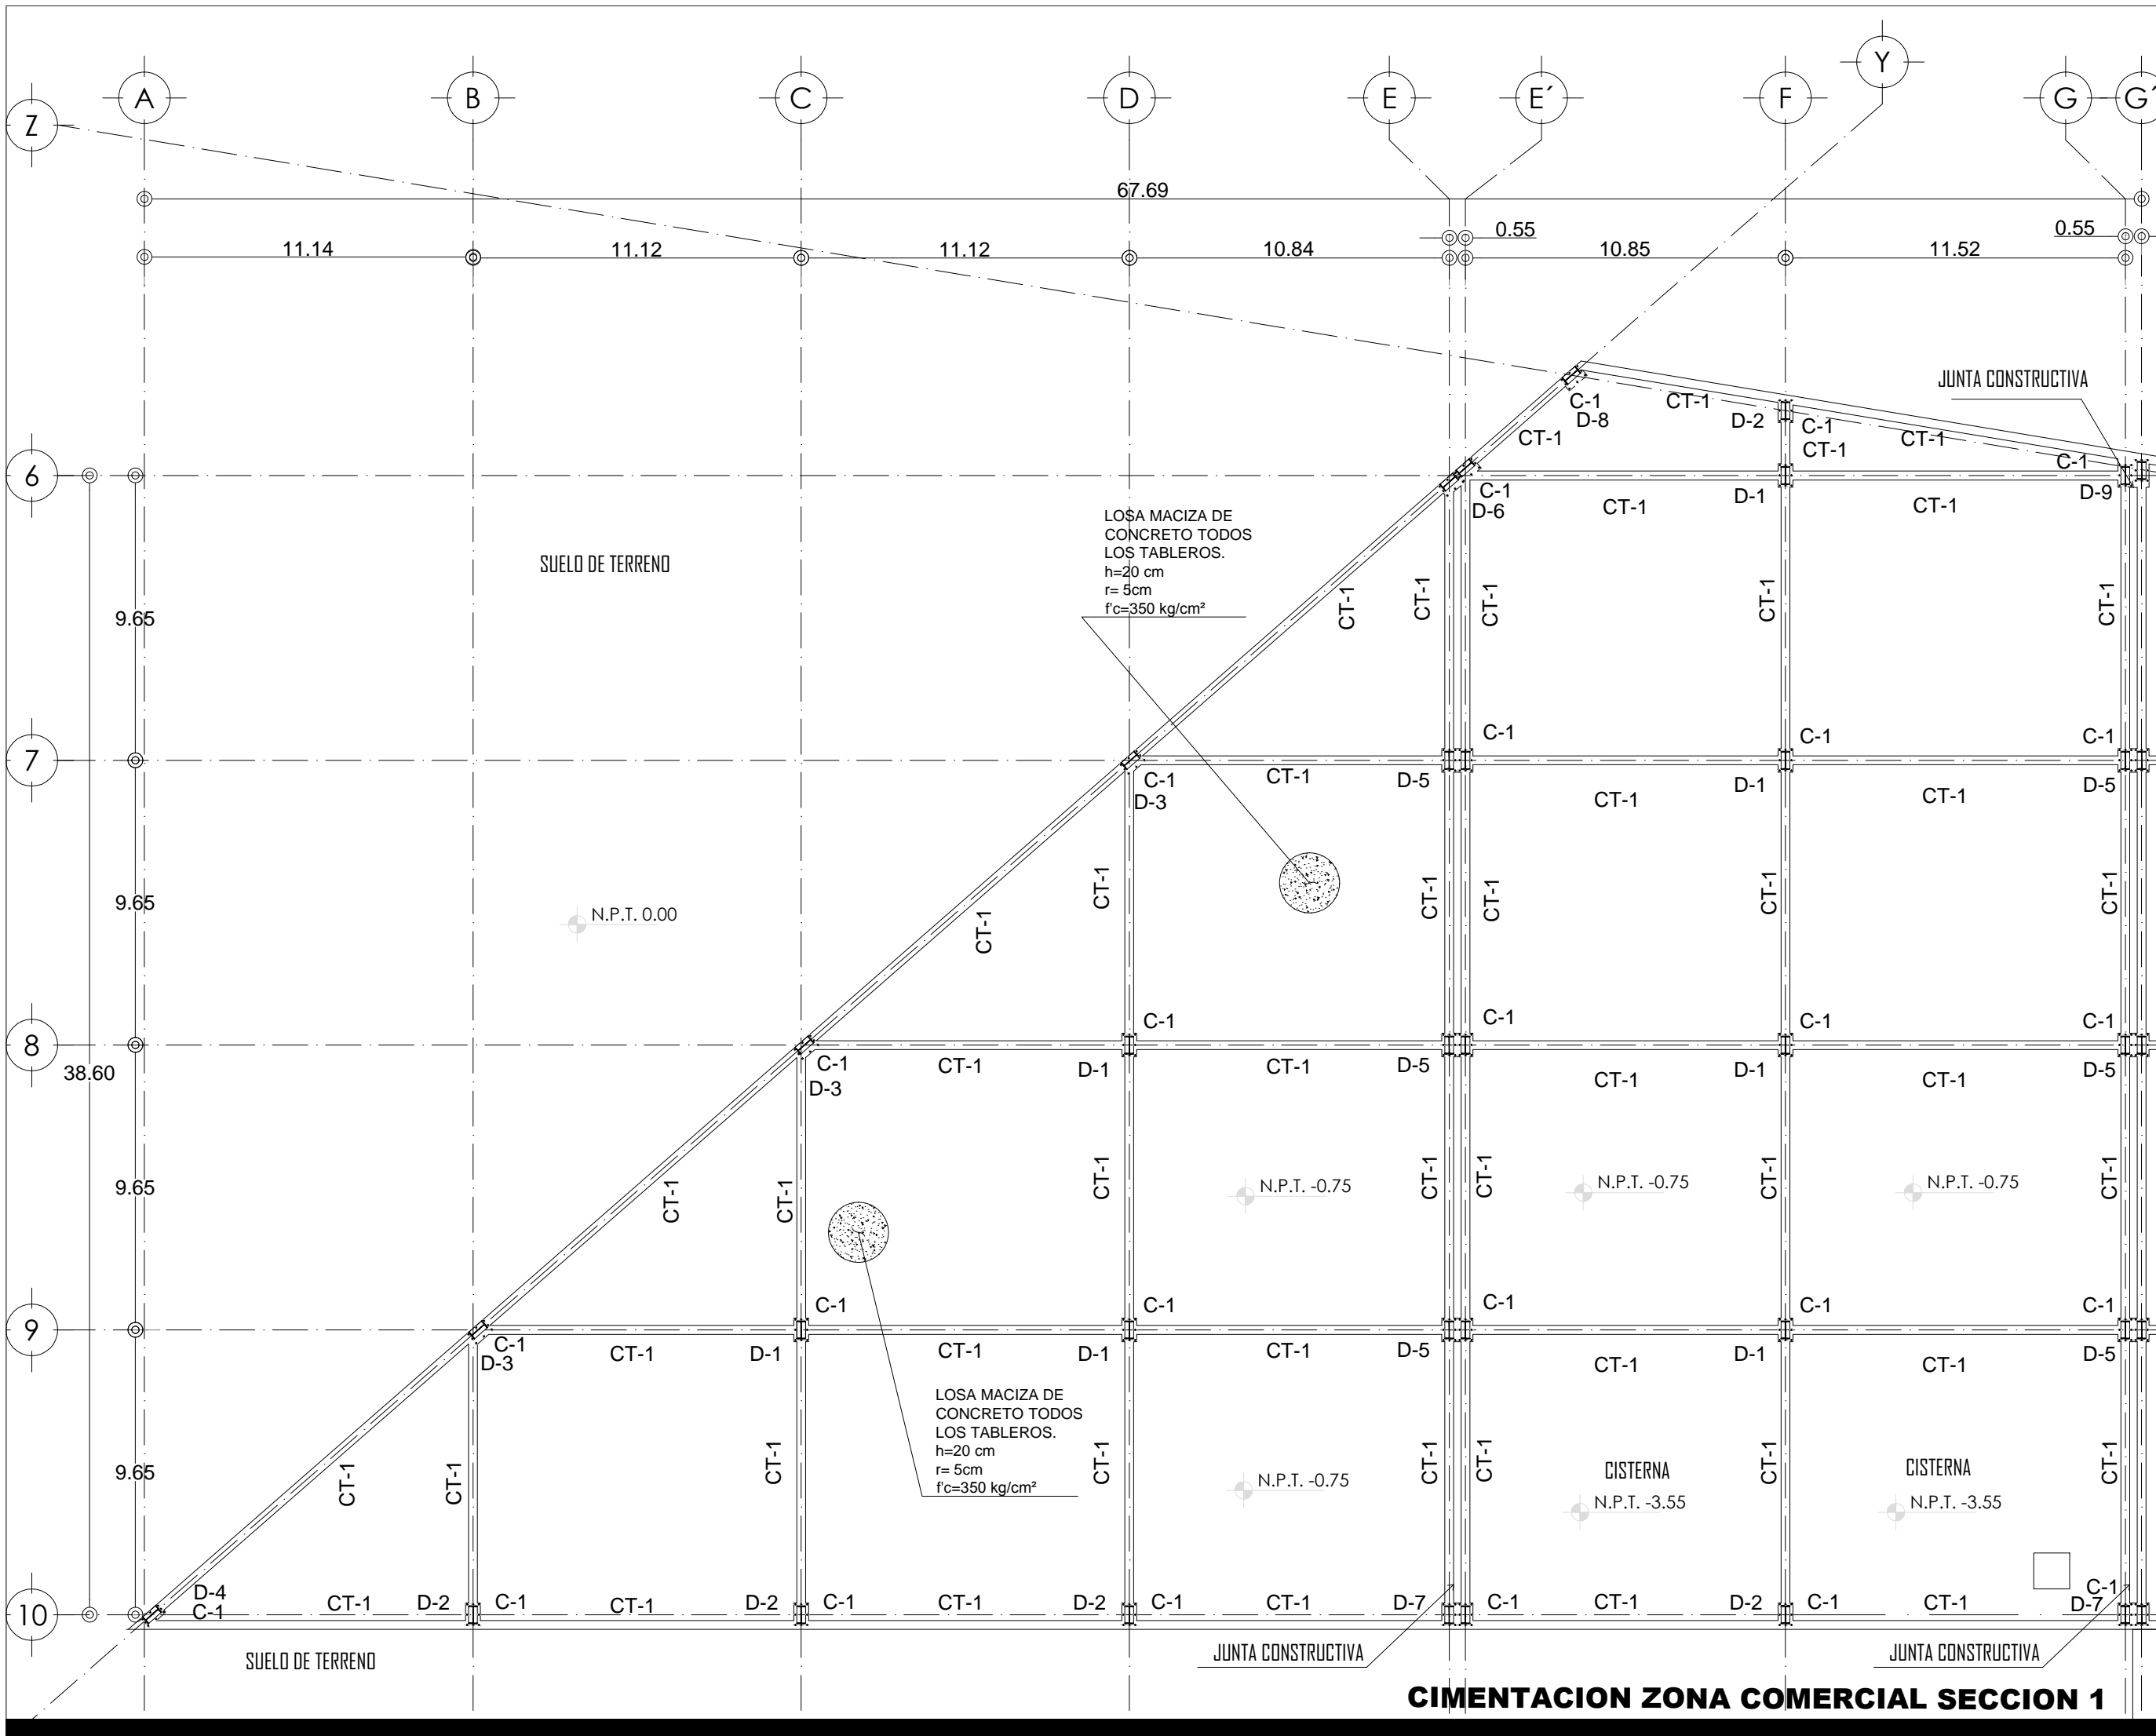 Y
A
B
C
D
E
E´
F
G
G´
Z
67.69
0.55
0.55
11.14
11.12
11.12
10.84
10.85
11.52
JUNTA CONSTRUCTIVA
C-1
CT-1
D-8
D-2
C-1
CT-1
CT-1
CT-1
C-1
6
C-1
D-6
CT-1
D-1
CT-1
D-9
LOSA MACIZA DE
CONCRETO TODOS
LOS TABLEROS.
h=20 cm
r= 5cm
f'c=350 kg/cm²
SUELO DE TERRENO
9.65
CT-1
CT-1
CT-1
CT-1
CT-1
C-1
C-1
C-1
7
C-1
CT-1
D-5
D-1
D-5
D-3
CT-1
CT-1
CT-1
CT-1
CT-1
CT-1
CT-1
9.65
N.P.T. 0.00
CT-1
C-1
C-1
C-1
C-1
8
C-1
CT-1
D-1
CT-1
D-5
CT-1
D-1
CT-1
D-5
38.60
D-3
9.65
CT-1
CT-1
CT-1
N.P.T. -0.75
CT-1
CT-1
N.P.T. -0.75
CT-1
N.P.T. -0.75
CT-1
C-1
C-1
C-1
C-1
C-1
9
C-1
D-3
CT-1
D-1
CT-1
D-1
CT-1
D-5
CT-1
D-1
CT-1
D-5
LOSA MACIZA DE
CONCRETO TODOS
LOS TABLEROS.
h=20 cm
r= 5cm
f'c=350 kg/cm²
9.65
CT-1
CT-1
CT-1
CT-1
N.P.T. -0.75
CT-1
CT-1
CISTERNA
N.P.T. -3.55
CT-1
CISTERNA
N.P.T. -3.55
CT-1
10
D-4
C-1
CT-1
D-2
C-1
CT-1
D-2
C-1
CT-1
D-2
C-1
CT-1
D-7
C-1
CT-1
D-2
C-1
CT-1
C-1
D-7
SUELO DE TERRENO
JUNTA CONSTRUCTIVA
JUNTA CONSTRUCTIVA
CIMENTACION ZONA COMERCIAL SECCION 1